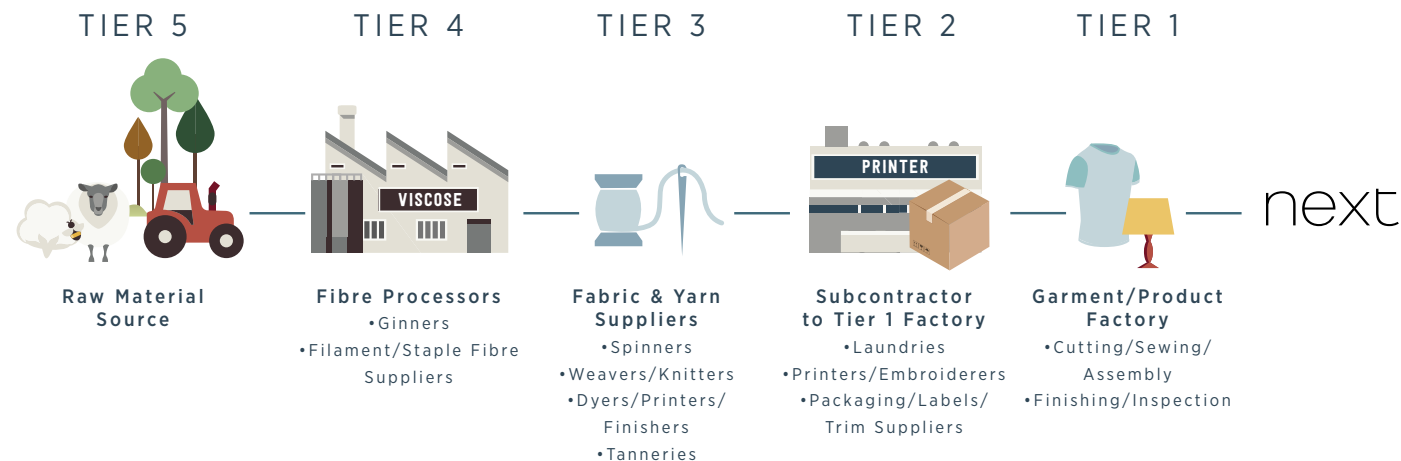 TIER 5
TIER 4
TIER 3
TIER 2
TIER 1
VISCOSE
PRINTER
next
Raw Material
Source
Fibre Processors
•Ginners
•Filament/Staple Fibre
Suppliers
Fabric & Yarn
Suppliers
•Spinners
•Weavers/Knitters
•Dyers/Printers/
Finishers
•Tanneries
Subcontractor
to Tier 1 Factory
•Laundries
•Printers/Embroiderers
•Packaging/Labels/
Trim Suppliers
Garment/Product
Factory
•Cutting/Sewing/
Assembly
•Finishing/Inspection